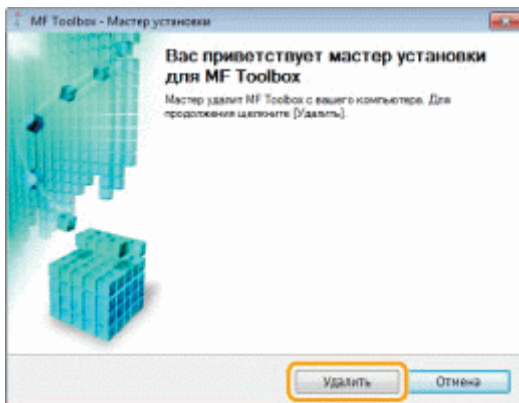 MF Toolbox - Мастер установки
Вас приветствует мастер установки
для MF Toolbox
Мастер удалит MF Toolbox с вашего компьютера. Для
продолжения щелкните [Удалить].
Удалить
Отмена